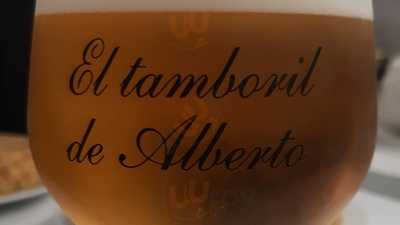 El tamboril
de Alberto